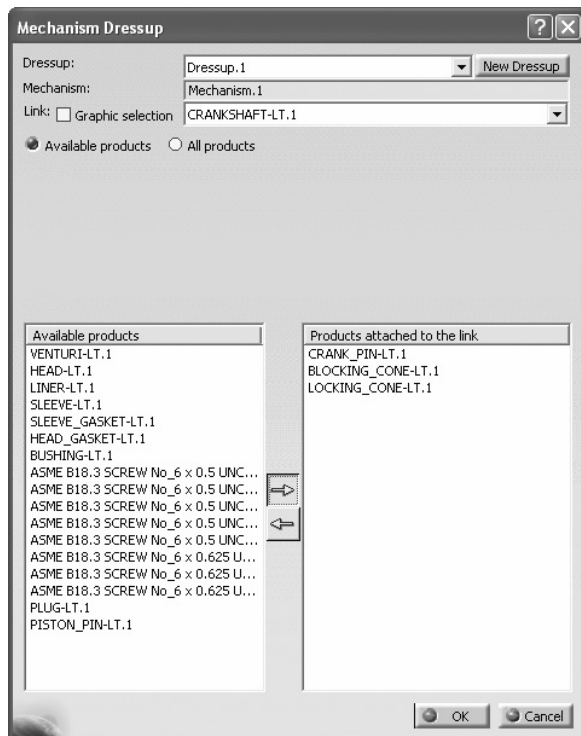 Mechanism Dressup
Dressup: Dressup.1 New Dressup
Mechanism: Mechanism.1
Link: Graphic selection CRANKSHAFT-LT.1
Available products All products
Available products
VENTURI-LT.1
HEAD-LT.1
LINER-LT.1
SLEEVE-LT.1
SLEEVE_GASKET-LT.1
HEAD_GASKET-LT.1
BUSHING-LT.1
ASME B18.3 SCREW No_6 x 0.5 UNC...
ASME B18.3 SCREW No_6 x 0.5 UNC...
ASME B18.3 SCREW No_6 x 0.5 UNC...
ASME B18.3 SCREW No_6 x 0.5 UNC...
ASME B18.3 SCREW No_6 x 0.5 UNC...
ASME B18.3 SCREW No_6 x 0.625 U...
ASME B18.3 SCREW No_6 x 0.625 U...
ASME B18.3 SCREW No_6 x 0.625 U...
PLUG-LT.1
PISTON_PIN-LT.1
Products attached to the link
CRANK_PIN-LT.1
BLOCKING_CONE-LT.1
LOCKING_CONE-LT.1
OK Cancel